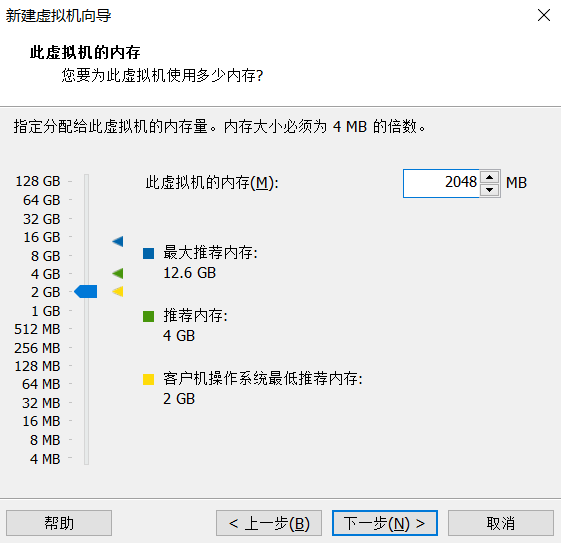 新建虚拟机向导
此虚拟机的内存
您要为此虚拟机使用多少内存?
指定分配给此虚拟机的内存量。内存大小必须为 4 MB 的倍数。
128 GB
64 GB
32 GB
16 GB
8 GB
4 GB
2 GB
1 GB
512 MB
256 MB
128 MB
64 MB
32 MB
16 MB
8 MB
4 MB
此虚拟机的内存(M): 2048 MB
最大推荐内存:
12.6 GB
推荐内存:
4 GB
客户机操作系统最低推荐内存:
2 GB
帮助 < 上一步(B) 下一步(N) > 取消